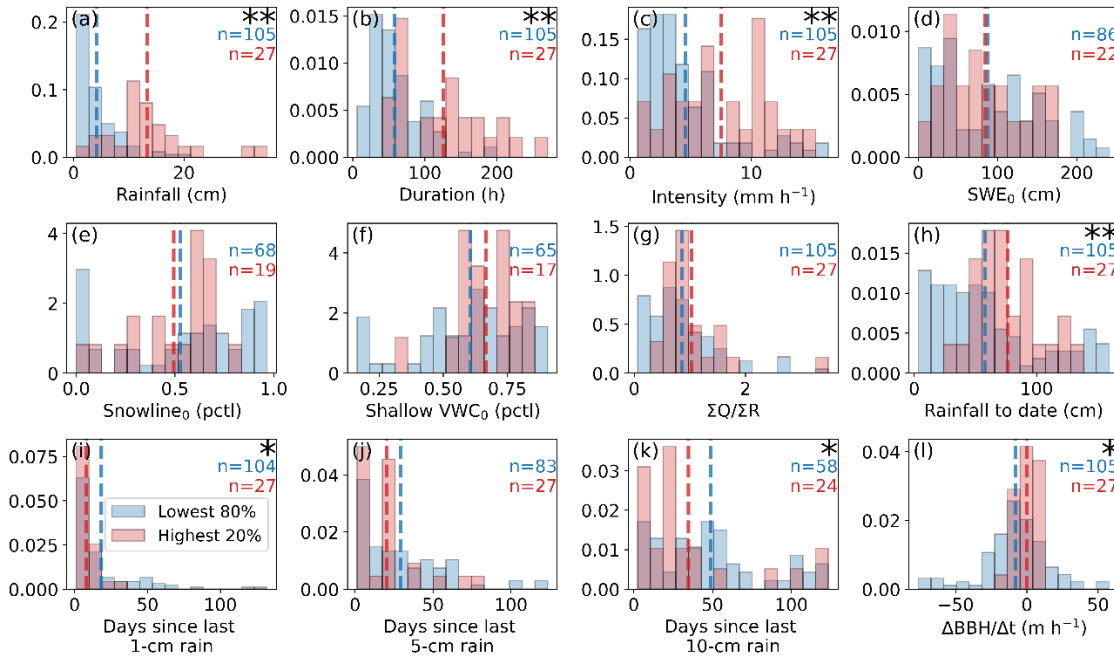 (a) ** n=105 n=27
0.2
0.1
0.0
0 20
Rainfall (cm)
(b) ** n=105 n=27
0.015
0.010
0.005
0.000
0 100 200
Duration (h)
(c) ** n=105 n=27
0.15
0.10
0.05
0.00
0 10
Intensity (mm h⁻¹)
(d) n=86 n=22
0.010
0.005
0.000
0 100 200
SWE₀ (cm)
(e) n=68 n=19
4
2
0
0.0 0.5 1.0
Snowline₀ (pctl)
(f) n=65 n=17
4
2
0
0.25 0.50 0.75
Shallow VWC₀ (pctl)
(g) n=105 n=27
1.5
1.0
0.5
0.0
0 2
ΣQ/ΣR
(h) ** n=105 n=27
0.015
0.010
0.005
0.000
0 100
Rainfall to date (cm)
(i) * n=104 n=27
0.075
0.050
0.025
0.000
Lowest 80%
Highest 20%
0 50 100
Days since last
1-cm rain
(j) n=83 n=27
0.04
0.02
0.00
0 50 100
Days since last
5-cm rain
(k) * n=58 n=24
0.03
0.02
0.01
0.00
0 50 100
Days since last
10-cm rain
(l) * n=105 n=27
0.04
0.02
0.00
−50 0 50
ΔBBH/Δt (m h⁻¹)